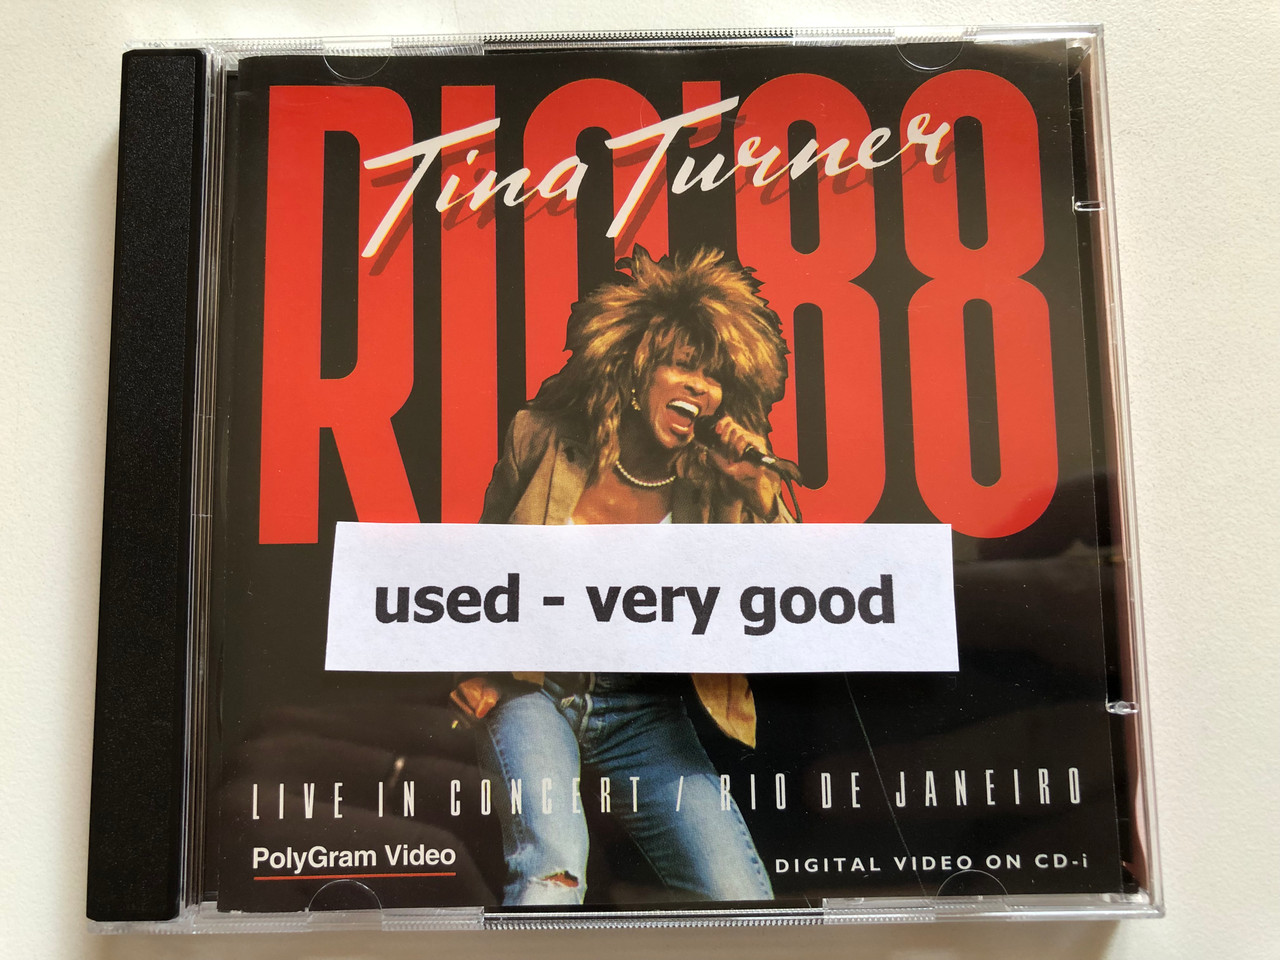 RIO'88
Tina Turner
used - very good
LIVE IN CONCERT / RIO DE JANEIRO
PolyGram Video
DIGITAL VIDEO ON CD-i